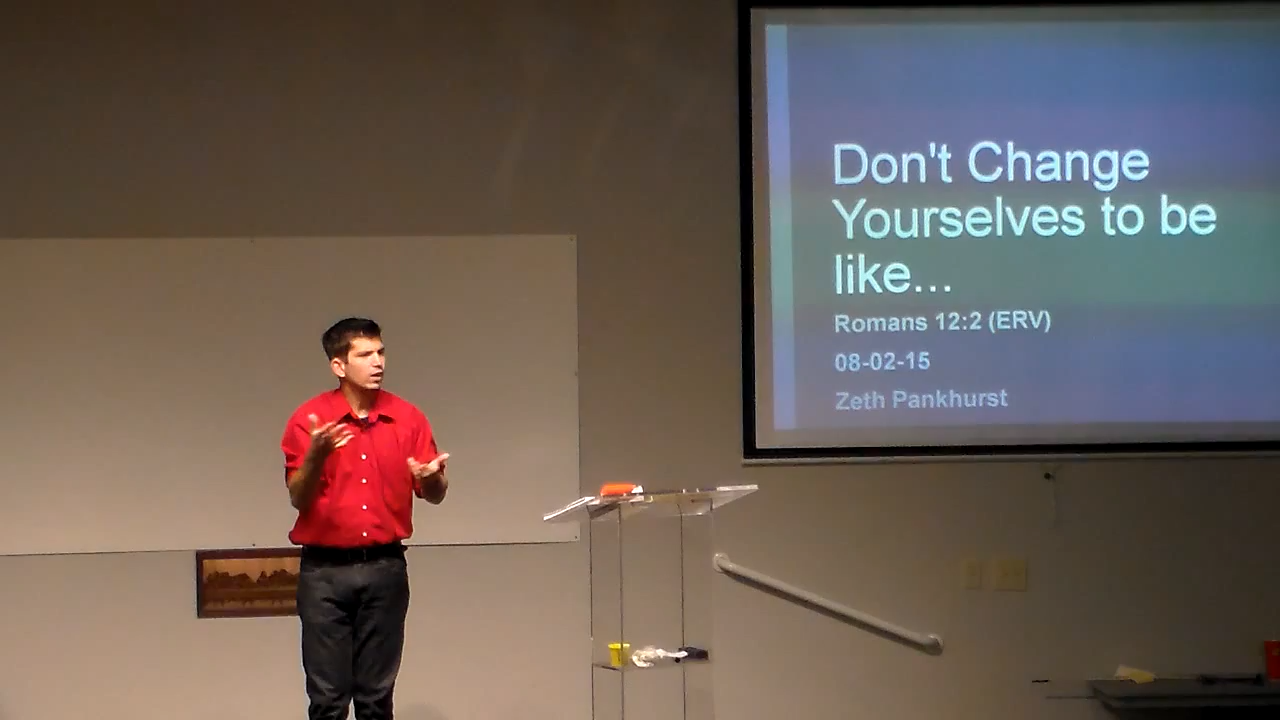 Don't Change
Yourselves to be
like...
Romans 12:2 (ERV)
08-02-15
Zeth Pankhurst